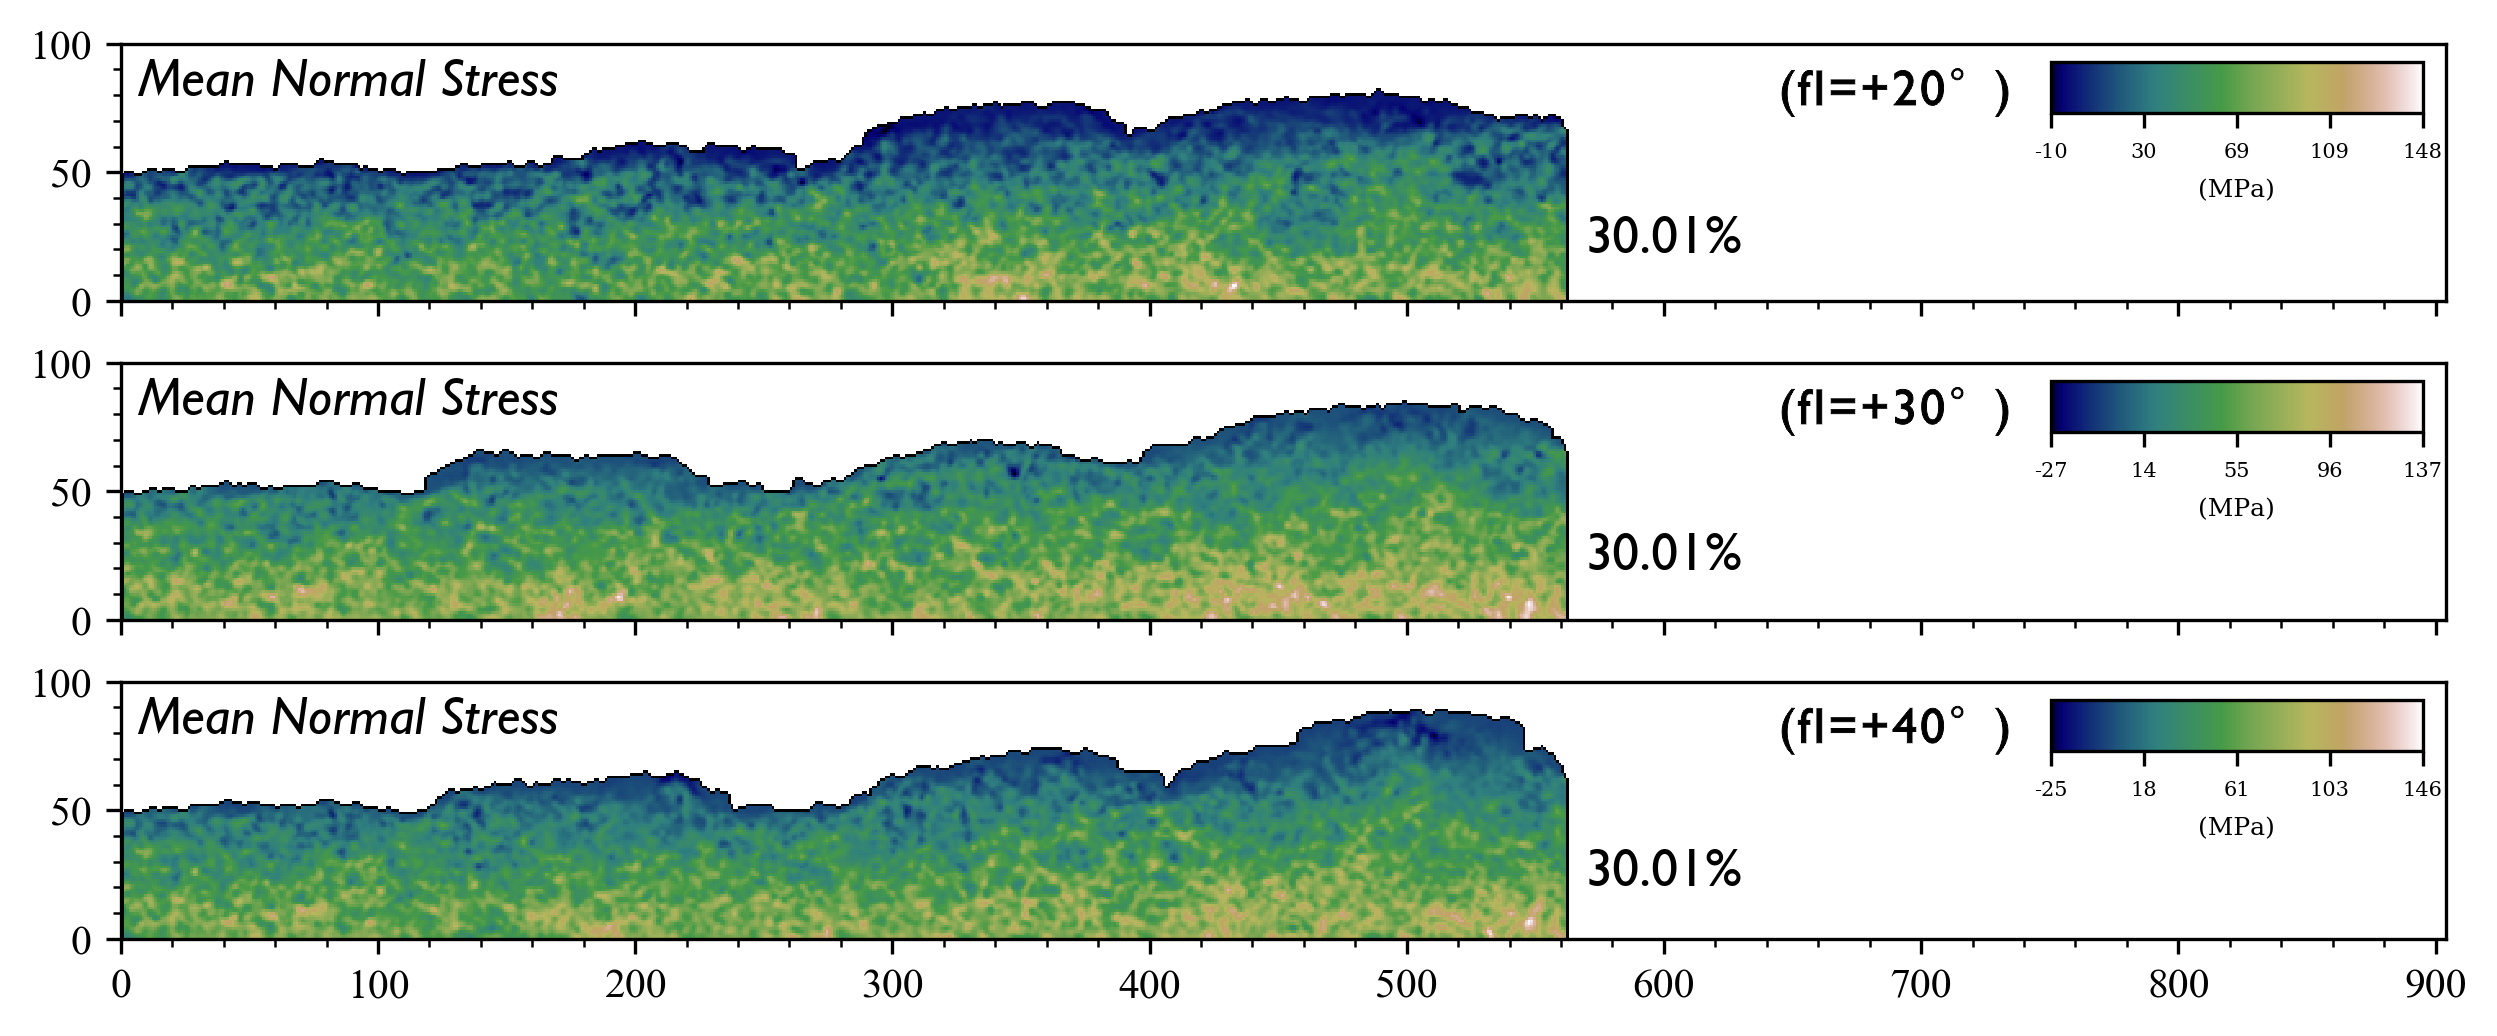 100
Mean Normal Stress
(fl=+20° )
-10 30 69 109 148
(MPa)
50
30.01%
0
100
Mean Normal Stress
(fl=+30° )
-27 14 55 96 137
(MPa)
50
30.01%
0
100
Mean Normal Stress
(fl=+40° )
-25 18 61 103 146
(MPa)
50
30.01%
0
0 100 200 300 400 500 600 700 800 900